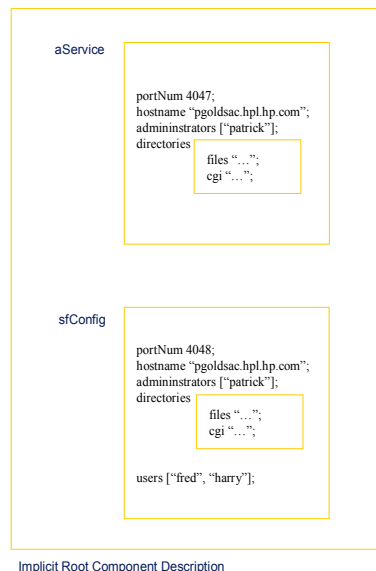 aService
portNum 4047;
hostname “pgoldsac.hpl.hp.com”;
admininstrators [“patrick”];
directories
files “…”;
cgi “…”;
sfConfig
portNum 4048;
hostname “pgoldsac.hpl.hp.com”;
admininstrators [“patrick”];
directories
files “…”;
cgi “…”;
users [“fred”, “harry”];
Implicit Root Component Description